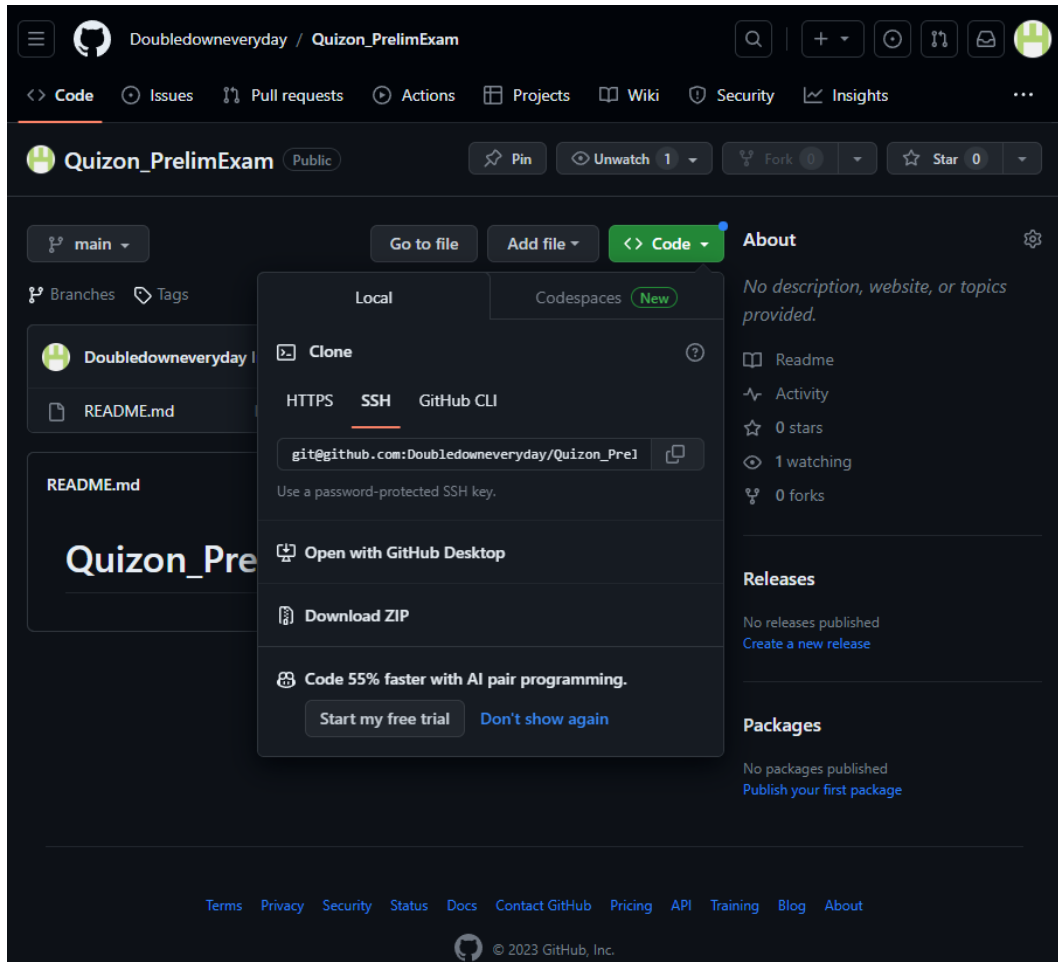 Doubledowneveryday / Quizon_PrelimExam
Code Issues Pull requests Actions Projects Wiki Security Insights
Quizon_PrelimExam Public Pin Unwatch 1 Fork 0 Star 0
main Go to file Add file Code
Branches Tags
Doubledowneveryday
README.md
README.md
Quizon_Pre
Local Codespaces New
Clone
HTTPS SSH GitHub CLI
git@github.com:Doubledowneveryday/Quizon_Prel
Use a password-protected SSH key.
Open with GitHub Desktop
Download ZIP
Code 55% faster with AI pair programming.
Start my free trial Don't show again
About
No description, website, or topics
provided.
Readme
Activity
0 stars
1 watching
0 forks
Releases
No releases published
Create a new release
Packages
No packages published
Publish your first package
Terms Privacy Security Status Docs Contact GitHub Pricing API Training Blog About
© 2023 GitHub, Inc.